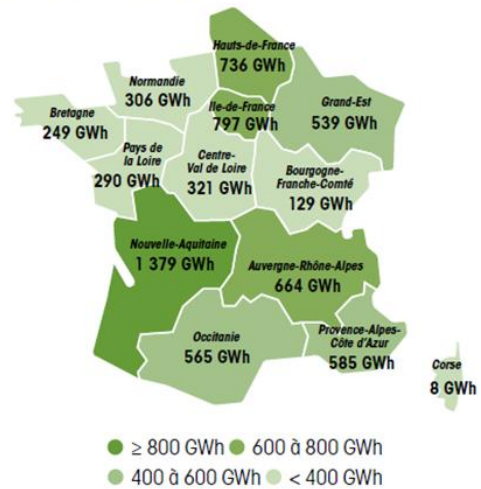 Hauts-de-France
736 GWh
Normandie
306 GWh
Ile-de-France
797 GWh
Grand-Est
539 GWh
Bretagne
249 GWh
Pays de
la Loire
290 GWh
Centre-
Val de Loire
321 GWh
Bourgogne-
Franche-Comté
129 GWh
Nouvelle-Aquitaine
1 379 GWh
Auvergne-Rhône-Alpes
664 GWh
Occitanie
565 GWh
Provence-Alpes-
Côte d'Azur
585 GWh
Corse
8 GWh
≥ 800 GWh 600 à 800 GWh
400 à 600 GWh < 400 GWh